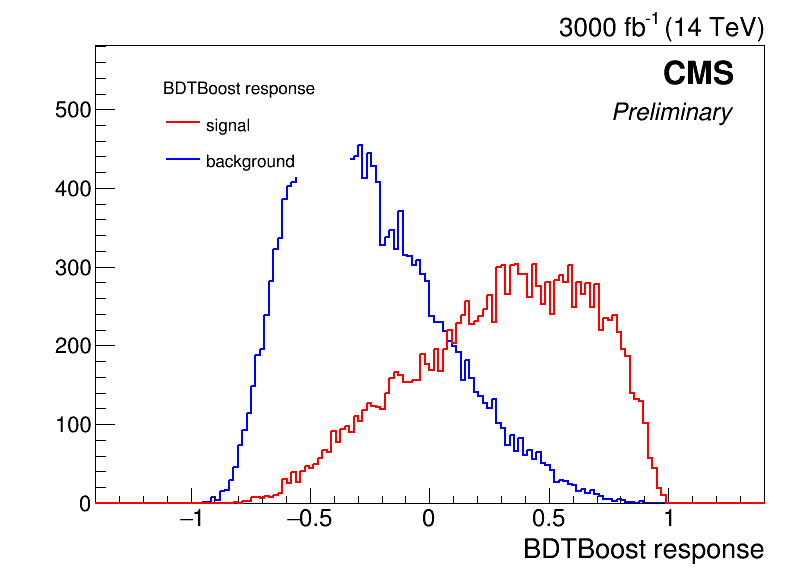 3000 fb⁻¹ (14 TeV)
CMS
Preliminary
BDTBoost response
signal
background
500
400
300
200
100
0
−1 −0.5 0 0.5 1
BDTBoost response